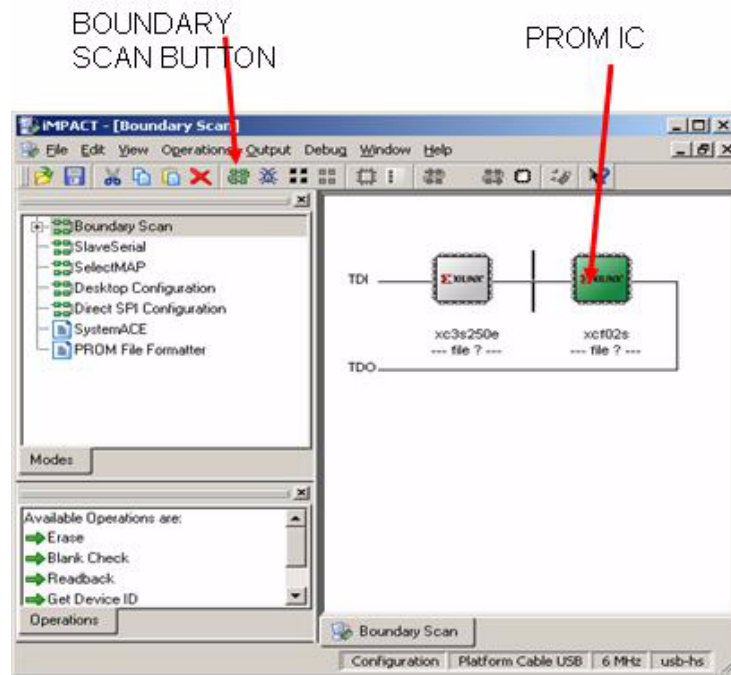 BOUNDARY
SCAN BUTTON
PROM IC
iMPACT - [Boundary Scan]
File Edit View Operations Output Debug Window Help
Boundary Scan
SlaveSerial
SelectMAP
Desktop Configuration
Direct SPI Configuration
SystemACE
PROM File Formatter
Modes
Available Operations are:
Erase
Blank Check
Readback
Get Device ID
Operations
TDI
XILINX
xc3s250e
xcf02s
--- file ? ---
--- file ? ---
TDO
Boundary Scan
Configuration Platform Cable USB 6 MHz usb-hs